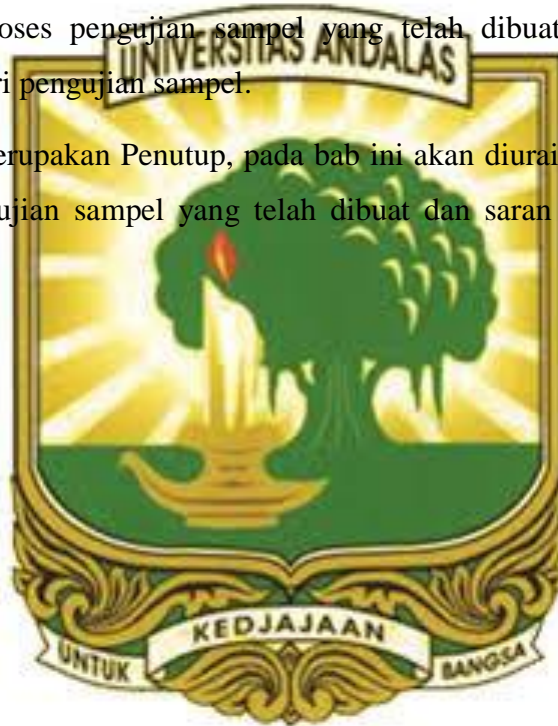 oses pengujian sampel yang telah dibuat
UNIVERSITAS ANDALAS
ri pengujian sampel.
erupakan Penutup, pada bab ini akan diurai
ujian sampel yang telah dibuat dan saran
UNTUK KEDJAJAAN BANGSA